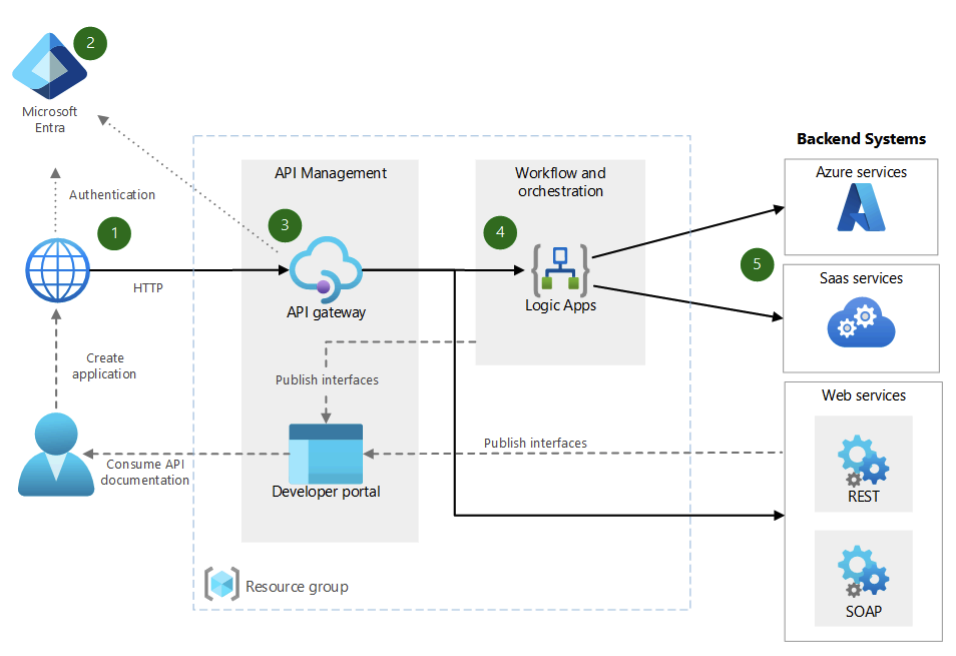 2
Microsoft
Entra
Authentication
1
HTTP
Create
application
Consume API
documentation
API Management
3
API gateway
Publish interfaces
Developer portal
Resource group
Workflow and
orchestration
4
Logic Apps
Publish interfaces
Backend Systems
Azure services
5
Saas services
Web services
REST
SOAP